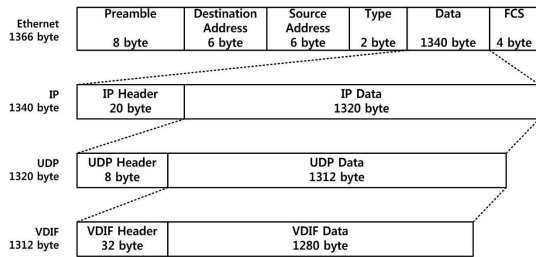 Ethernet
1366 byte
Preamble
8 byte
Destination
Address
6 byte
Source
Address
6 byte
Type
2 byte
Data
1340 byte
FCS
4 byte
IP
1340 byte
IP Header
20 byte
IP Data
1320 byte
UDP
1320 byte
UDP Header
8 byte
UDP Data
1312 byte
VDIF
1312 byte
VDIF Header
32 byte
VDIF Data
1280 byte